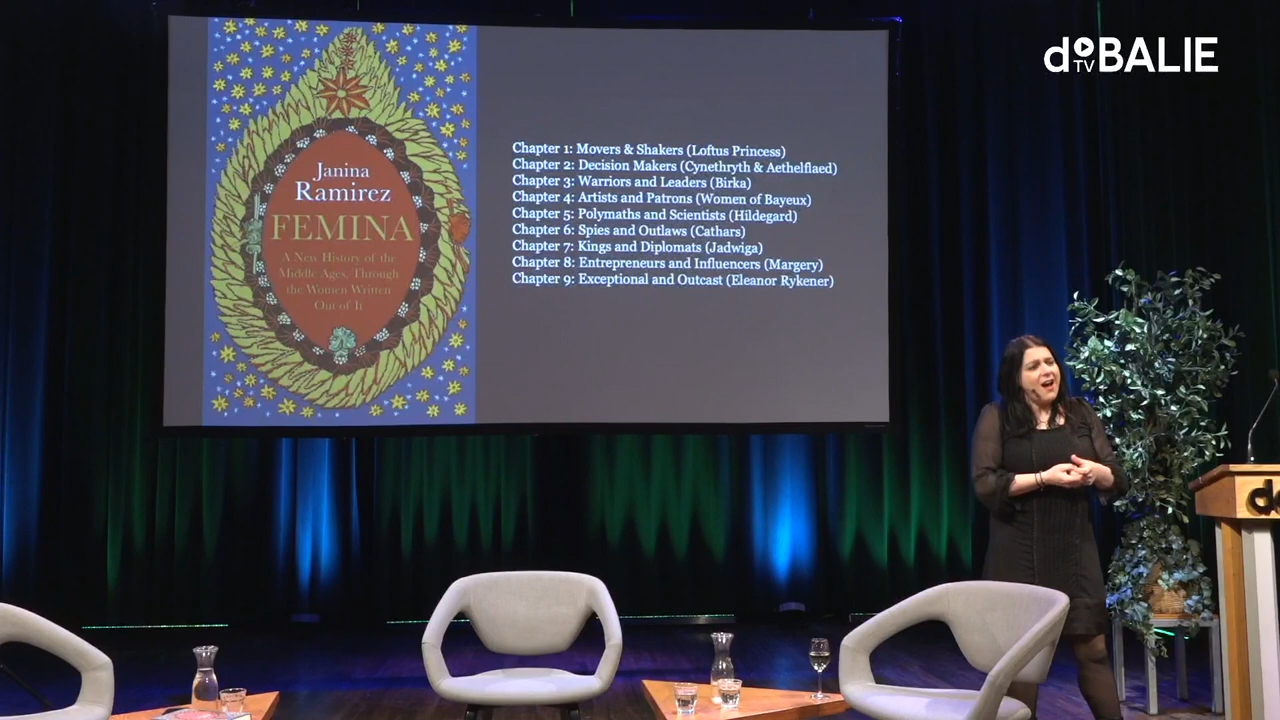 Janina
Ramirez
FEMINA
A New History of the
Middle Ages, Through
the Women Written
Out of It
Chapter 1: Movers & Shakers (Loftus Princess)
Chapter 2: Decision Makers (Cynethryth & Aethelflaed)
Chapter 3: Warriors and Leaders (Birka)
Chapter 4: Artists and Patrons (Women of Bayeux)
Chapter 5: Polymaths and Scientists (Hildegard)
Chapter 6: Spies and Outlaws (Cathars)
Chapter 7: Kings and Diplomats (Jadwiga)
Chapter 8: Entrepreneurs and Influencers (Margery)
Chapter 9: Exceptional and Outcast (Eleanor Rykener)
de BALIE
TV